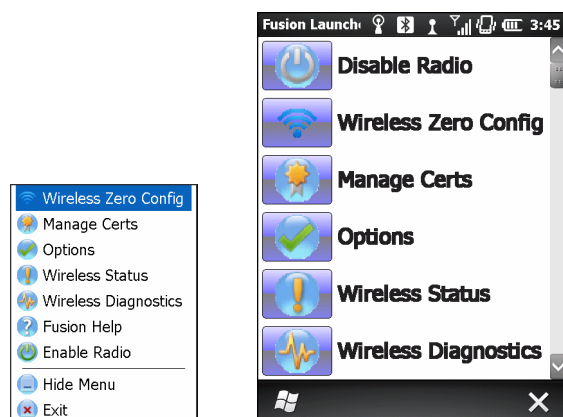 Wireless Zero Config
Manage Certs
Options
Wireless Status
Wireless Diagnostics
Fusion Help
Enable Radio
Hide Menu
Exit
Fusion Launch 3:45
Disable Radio
Wireless Zero Config
Manage Certs
Options
Wireless Status
Wireless Diagnostics